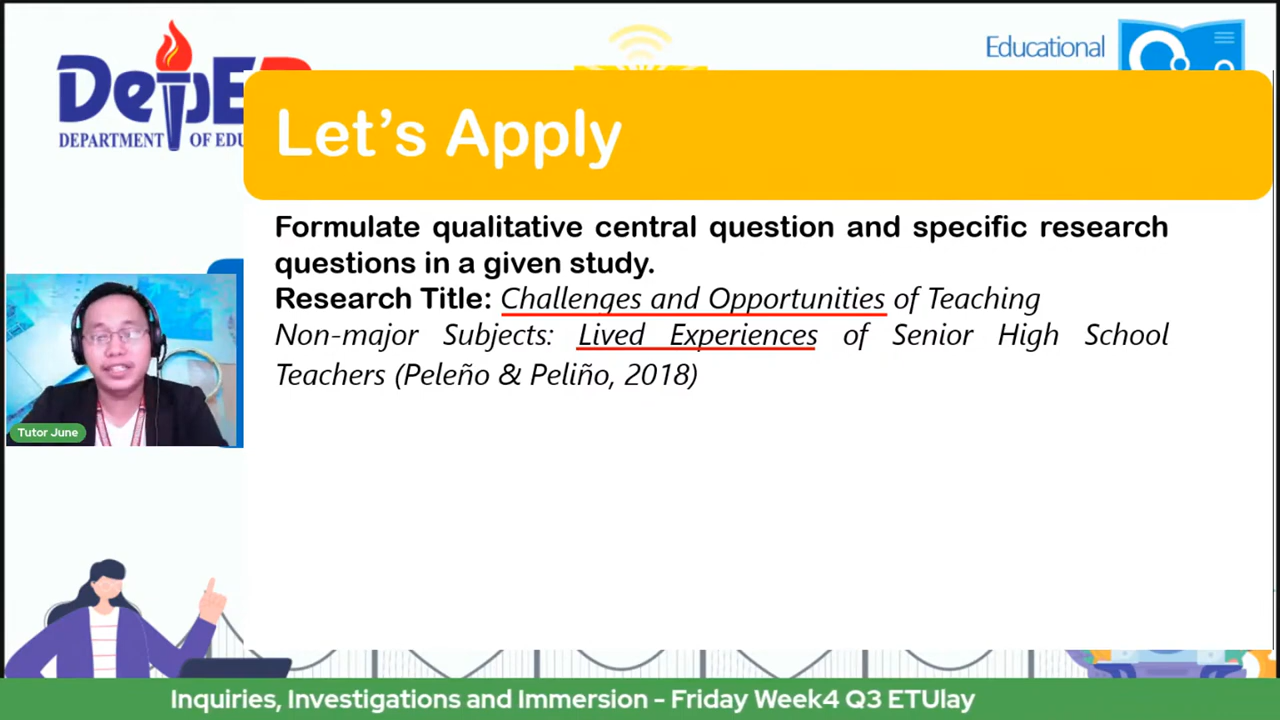 DepED
DEPARTMENT OF EDU
Educational
Let's Apply
Formulate qualitative central question and specific research
questions in a given study.
Research Title: Challenges and Opportunities of Teaching
Non-major Subjects: Lived Experiences of Senior High School
Teachers (Peleño & Peliño, 2018)
Tutor June
Inquiries, Investigations and Immersion - Friday Week4 Q3 ETUlay